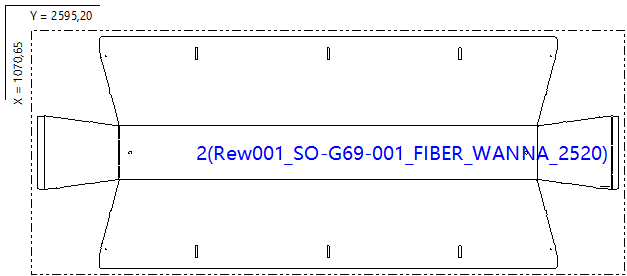 Y = 2595,20
X = 1070,65
2(Rew001_SO-G69-001_FIBER_WANNA_2520)